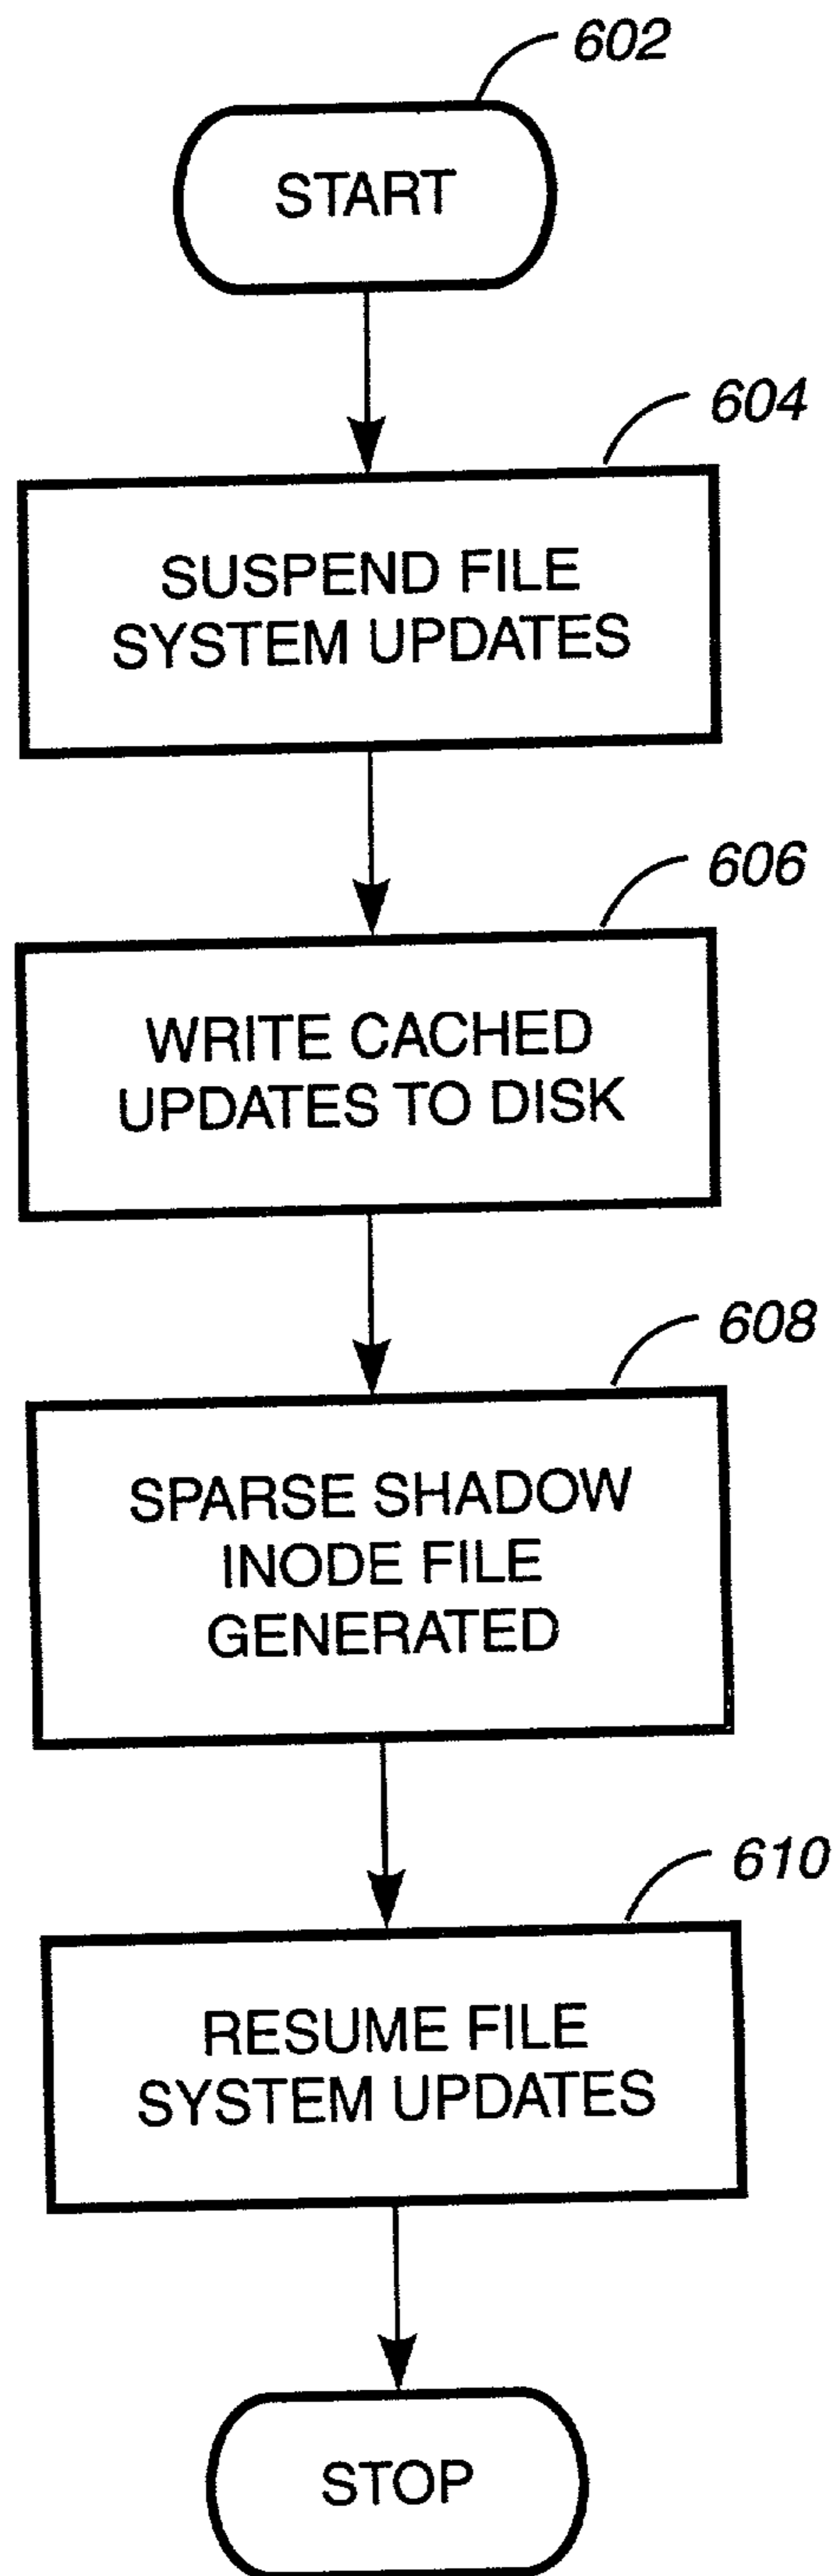 602
START
604
SUSPEND FILE
SYSTEM UPDATES
606
WRITE CACHED
UPDATES TO DISK
608
SPARSE SHADOW
INODE FILE
GENERATED
610
RESUME FILE
SYSTEM UPDATES
STOP